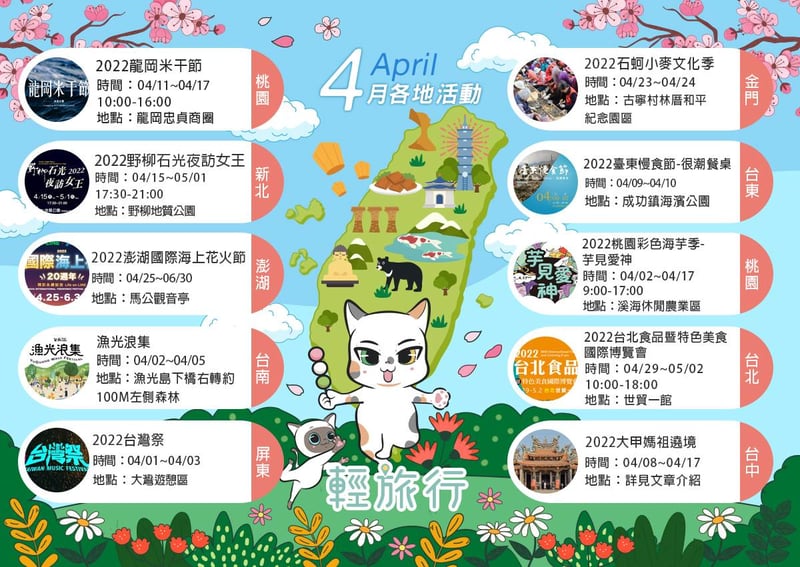 4
April
月各地活動
龍岡米干節
2022龍岡米干節
時間：04/11~04/17
10:00-16:00
地點：龍岡忠貞商圈
桃園
野柳石光 2022
夜訪女王
2022野柳石光夜訪女王
時間：04/15~05/01
17:30-21:00
地點：野柳地質公園
新北
國際海上
20週年
4.25-6.3
2022澎湖國際海上花火節
時間：04/25~06/30
地點：馬公觀音亭
澎湖
漁光浪集
漁光浪集
時間：04/02~04/05
地點：漁光島下橋右轉約
100M左側森林
台南
台灣祭
TAIWAN MUSIC FESTIVAL
2022台灣祭
時間：04/01~04/03
地點：大灣遊憩區
屏東
2022石蚵小麥文化季
時間：04/23~04/24
地點：古寧村林厝和平
紀念園區
金門
2022臺東慢食節-很潮餐桌
時間：04/09~04/10
地點：成功鎮海濱公園
台東
芋見愛
神
2022桃園彩色海芋季-
芋見愛神
時間：04/02~04/17
9:00-17:00
地點：溪海休閒農業區
桃園
2022
台北食品
特色美食國際博覽
2022台北食品暨特色美食
國際博覽會
時間：04/29~05/02
10:00-18:00
地點：世貿一館
台北
2022大甲媽祖遶境
時間：04/08~04/17
地點：詳見文章介紹
台中
輕旅行